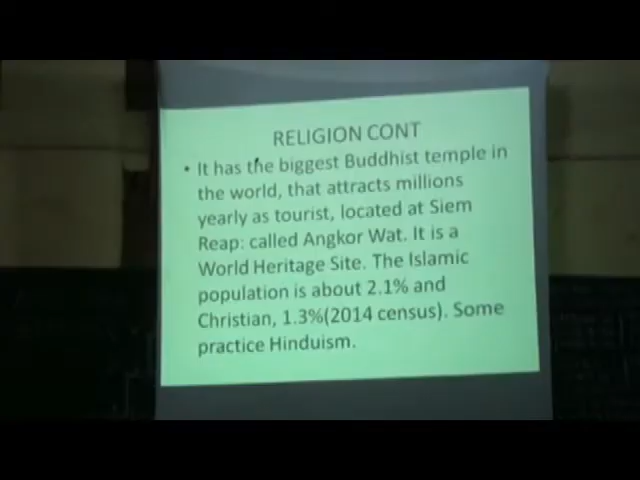 RELIGION CONT
• It has the biggest Buddhist temple in
the world, that attracts millions
yearly as tourist, located at Siem
Reap: called Angkor Wat. It is a
World Heritage Site. The Islamic
population is about 2.1% and
Christian, 1.3%(2014 census). Some
practice Hinduism.